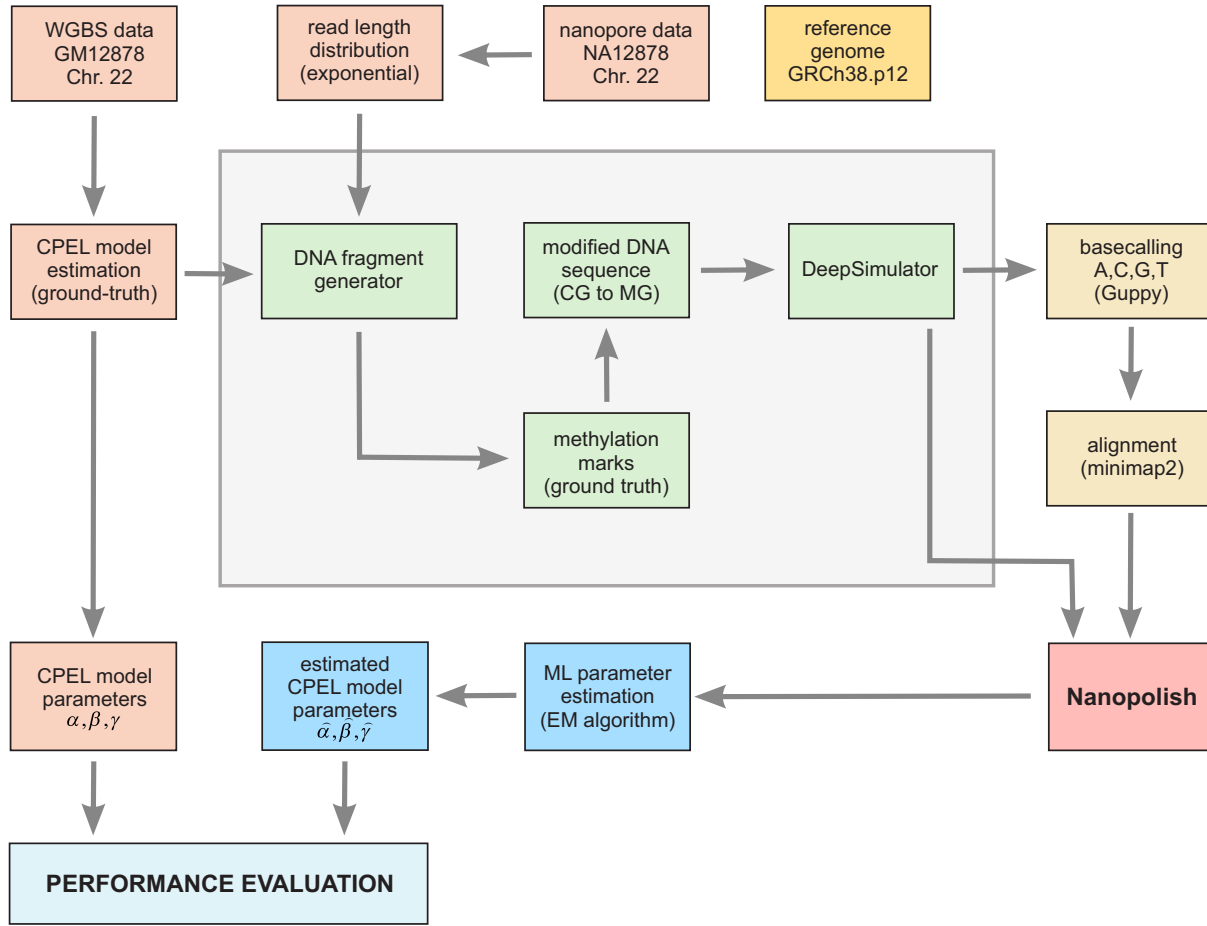 WGBS data
GM12878
Chr. 22
read length
distribution
(exponential)
nanopore data
NA12878
Chr. 22
reference
genome
GRCh38.p12
CPEL model
estimation
(ground-truth)
DNA fragment
generator
modified DNA
sequence
(CG to MG)
DeepSimulator
basecalling
A,C,G,T
(Guppy)
methylation
marks
(ground truth)
alignment
(minimap2)
CPEL model
parameters
α,β,γ
estimated
CPEL model
parameters
α̂,β̂,γ̂
ML parameter
estimation
(EM algorithm)
Nanopolish
PERFORMANCE EVALUATION